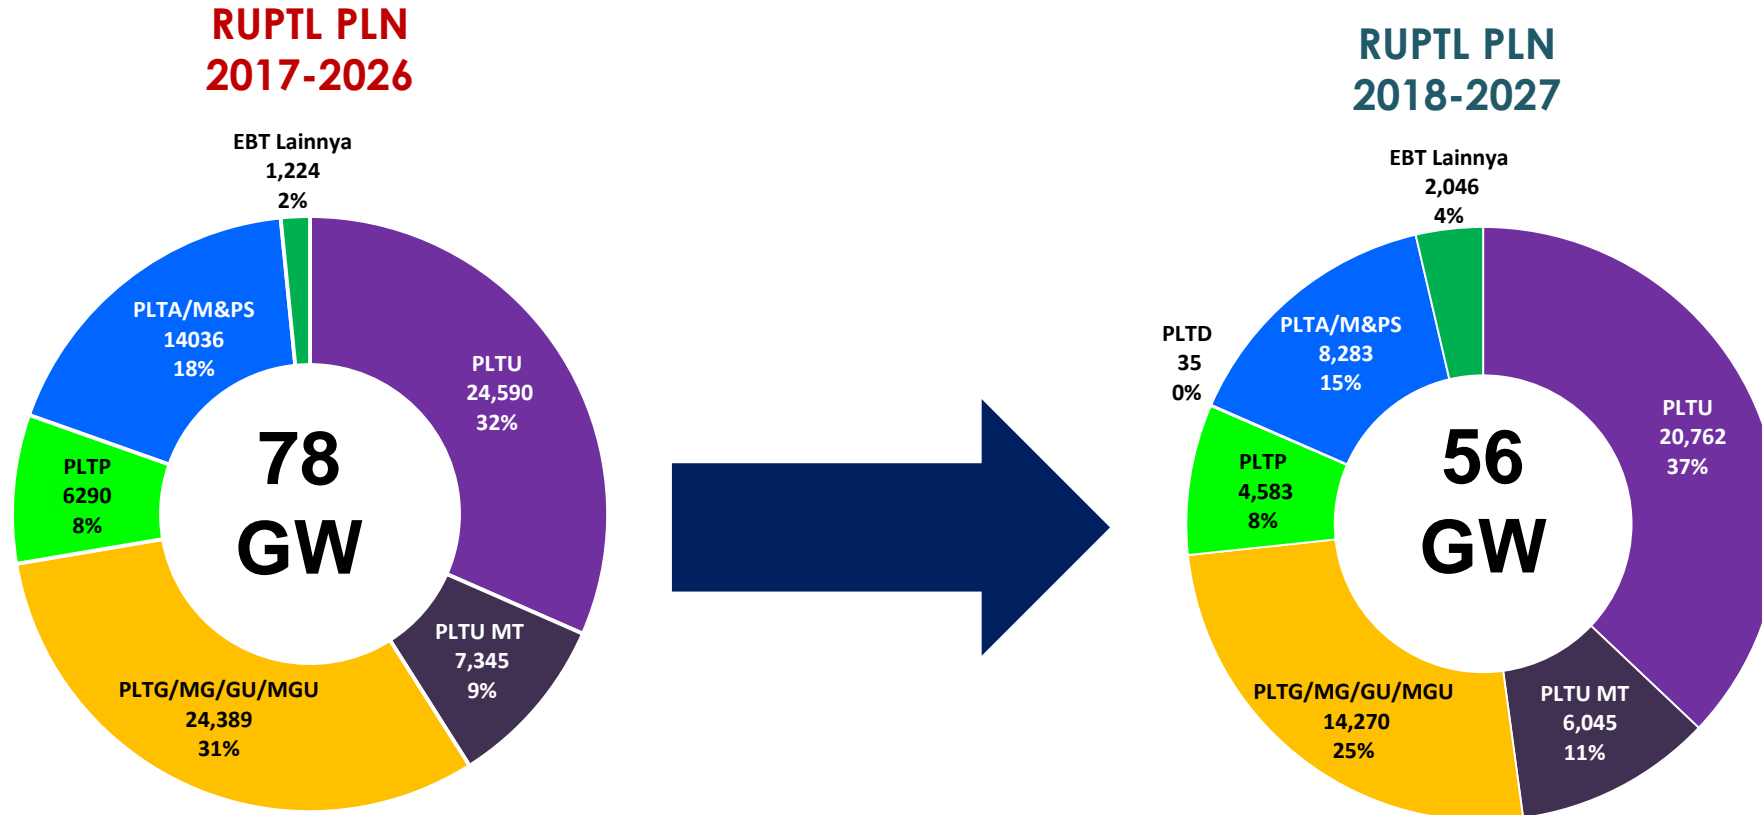 RUPTL PLN
2017-2026
EBT Lainnya
1,224
2%
PLTA/M&PS
14036
18%
PLTU
24,590
32%
PLTP
6290
8%
78
GW
PLTU MT
7,345
9%
PLTG/MG/GU/MGU
24,389
31%
RUPTL PLN
2018-2027
EBT Lainnya
2,046
4%
PLTD
35
0%
PLTA/M&PS
8,283
15%
PLTU
20,762
37%
PLTP
4,583
8%
56
GW
PLTG/MG/GU/MGU
14,270
25%
PLTU MT
6,045
11%